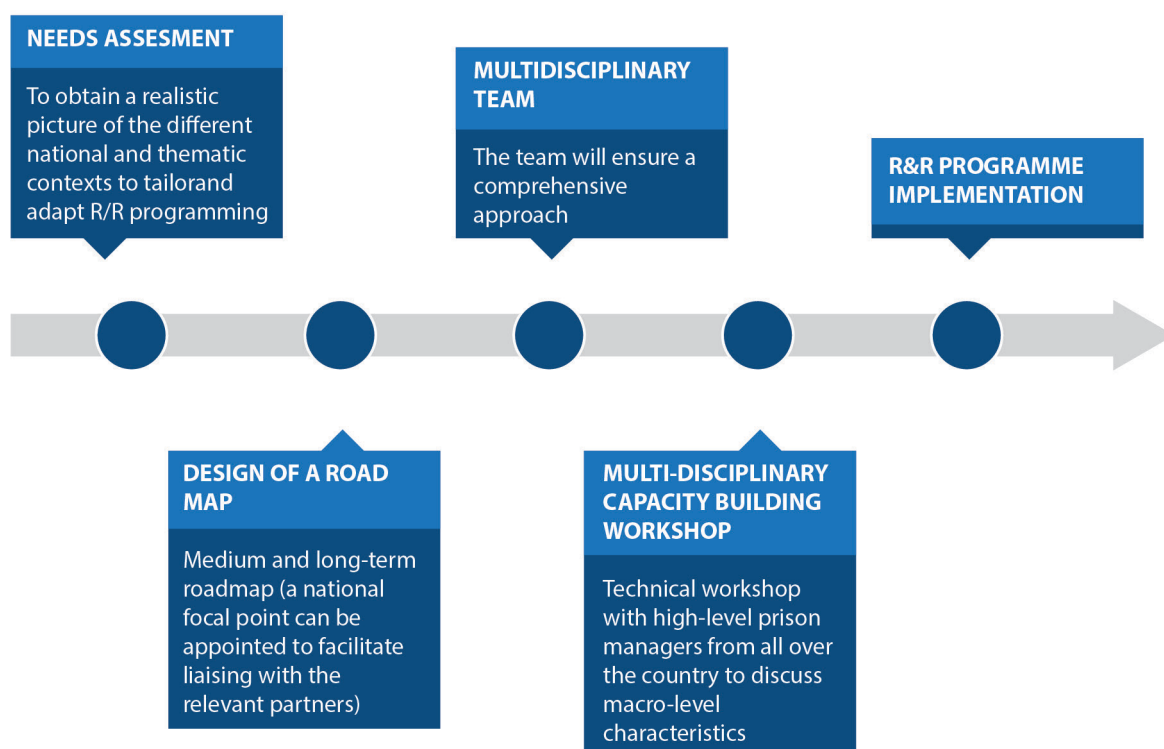 NEEDS ASSESMENT
To obtain a realistic
picture of the different
national and thematic
contexts to tailorand
adapt R/R programming
DESIGN OF A ROAD
MAP
Medium and long-term
roadmap (a national
focal point can be
appointed to facilitate
liaising with the
relevant partners)
MULTIDISCIPLINARY
TEAM
The team will ensure a
comprehensive
approach
MULTI-DISCIPLINARY
CAPACITY BUILDING
WORKSHOP
Technical workshop
with high-level prison
managers from all over
the country to discuss
macro-level
characteristics
R&R PROGRAMME
IMPLEMENTATION